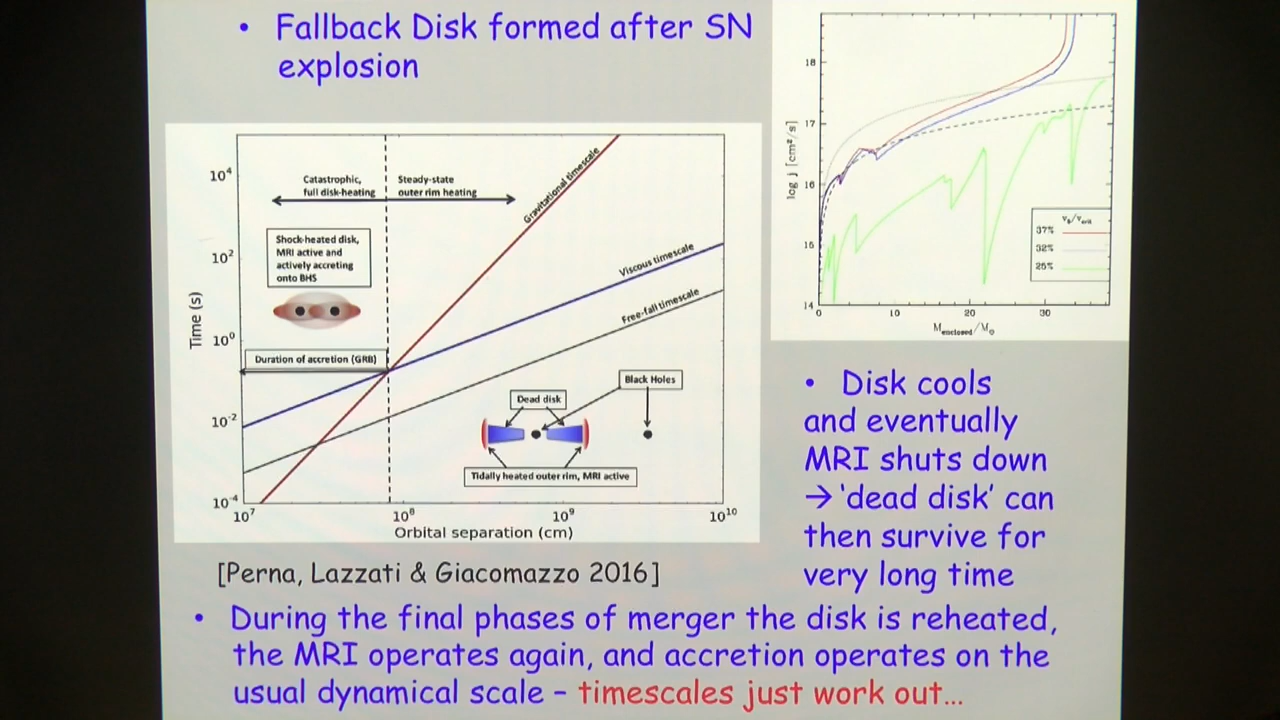 • Fallback Disk formed after SN
explosion
Catastrophic,
full disk-heating
Steady-state
outer rim heating
Shock-heated disk,
MRI active and
actively accreting
onto BHS
Duration of accretion (GRB)
Gravitational timescale
Viscous timescale
Free-fall timescale
Black Holes
Dead disk
Tidally heated outer rim, MRI active
Time (s)
10⁴
10²
10⁰
10⁻²
10⁻⁴
10⁷
10⁸
10⁹
10¹⁰
Orbital separation (cm)
[Perna, Lazzati & Giacomazzo 2016]
log j [cm²/s]
18
17
16
15
14
0
10
20
30
M_enclosed/M_⊙
v₀/v_crit
37%
32%
25%
• Disk cools
and eventually
MRI shuts down
→ 'dead disk' can
then survive for
very long time
• During the final phases of merger the disk is reheated,
the MRI operates again, and accretion operates on the
usual dynamical scale – timescales just work out…